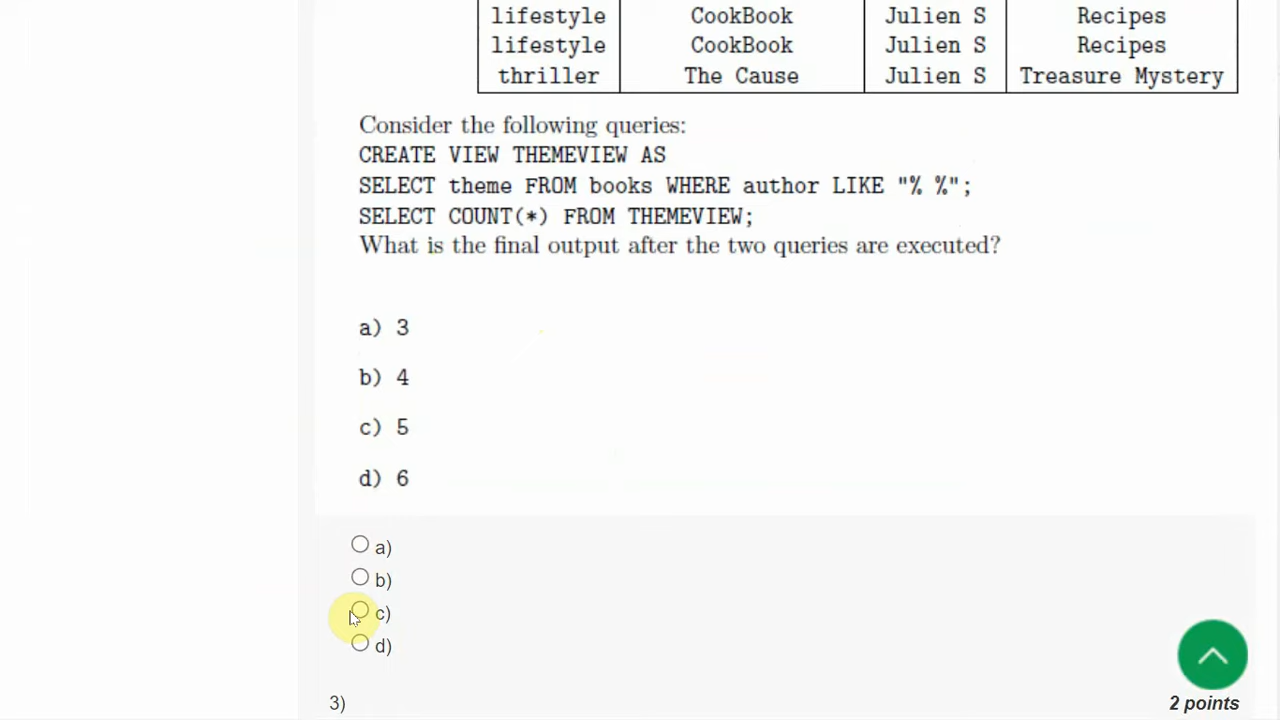 lifestyle CookBook Julien S Recipes
lifestyle CookBook Julien S Recipes
thriller The Cause Julien S Treasure Mystery
Consider the following queries:
CREATE VIEW THEMEVIEW AS
SELECT theme FROM books WHERE author LIKE "% %";
SELECT COUNT(*) FROM THEMEVIEW;
What is the final output after the two queries are executed?
a) 3
b) 4
c) 5
d) 6
a)
b)
c)
d)
3) 2 points